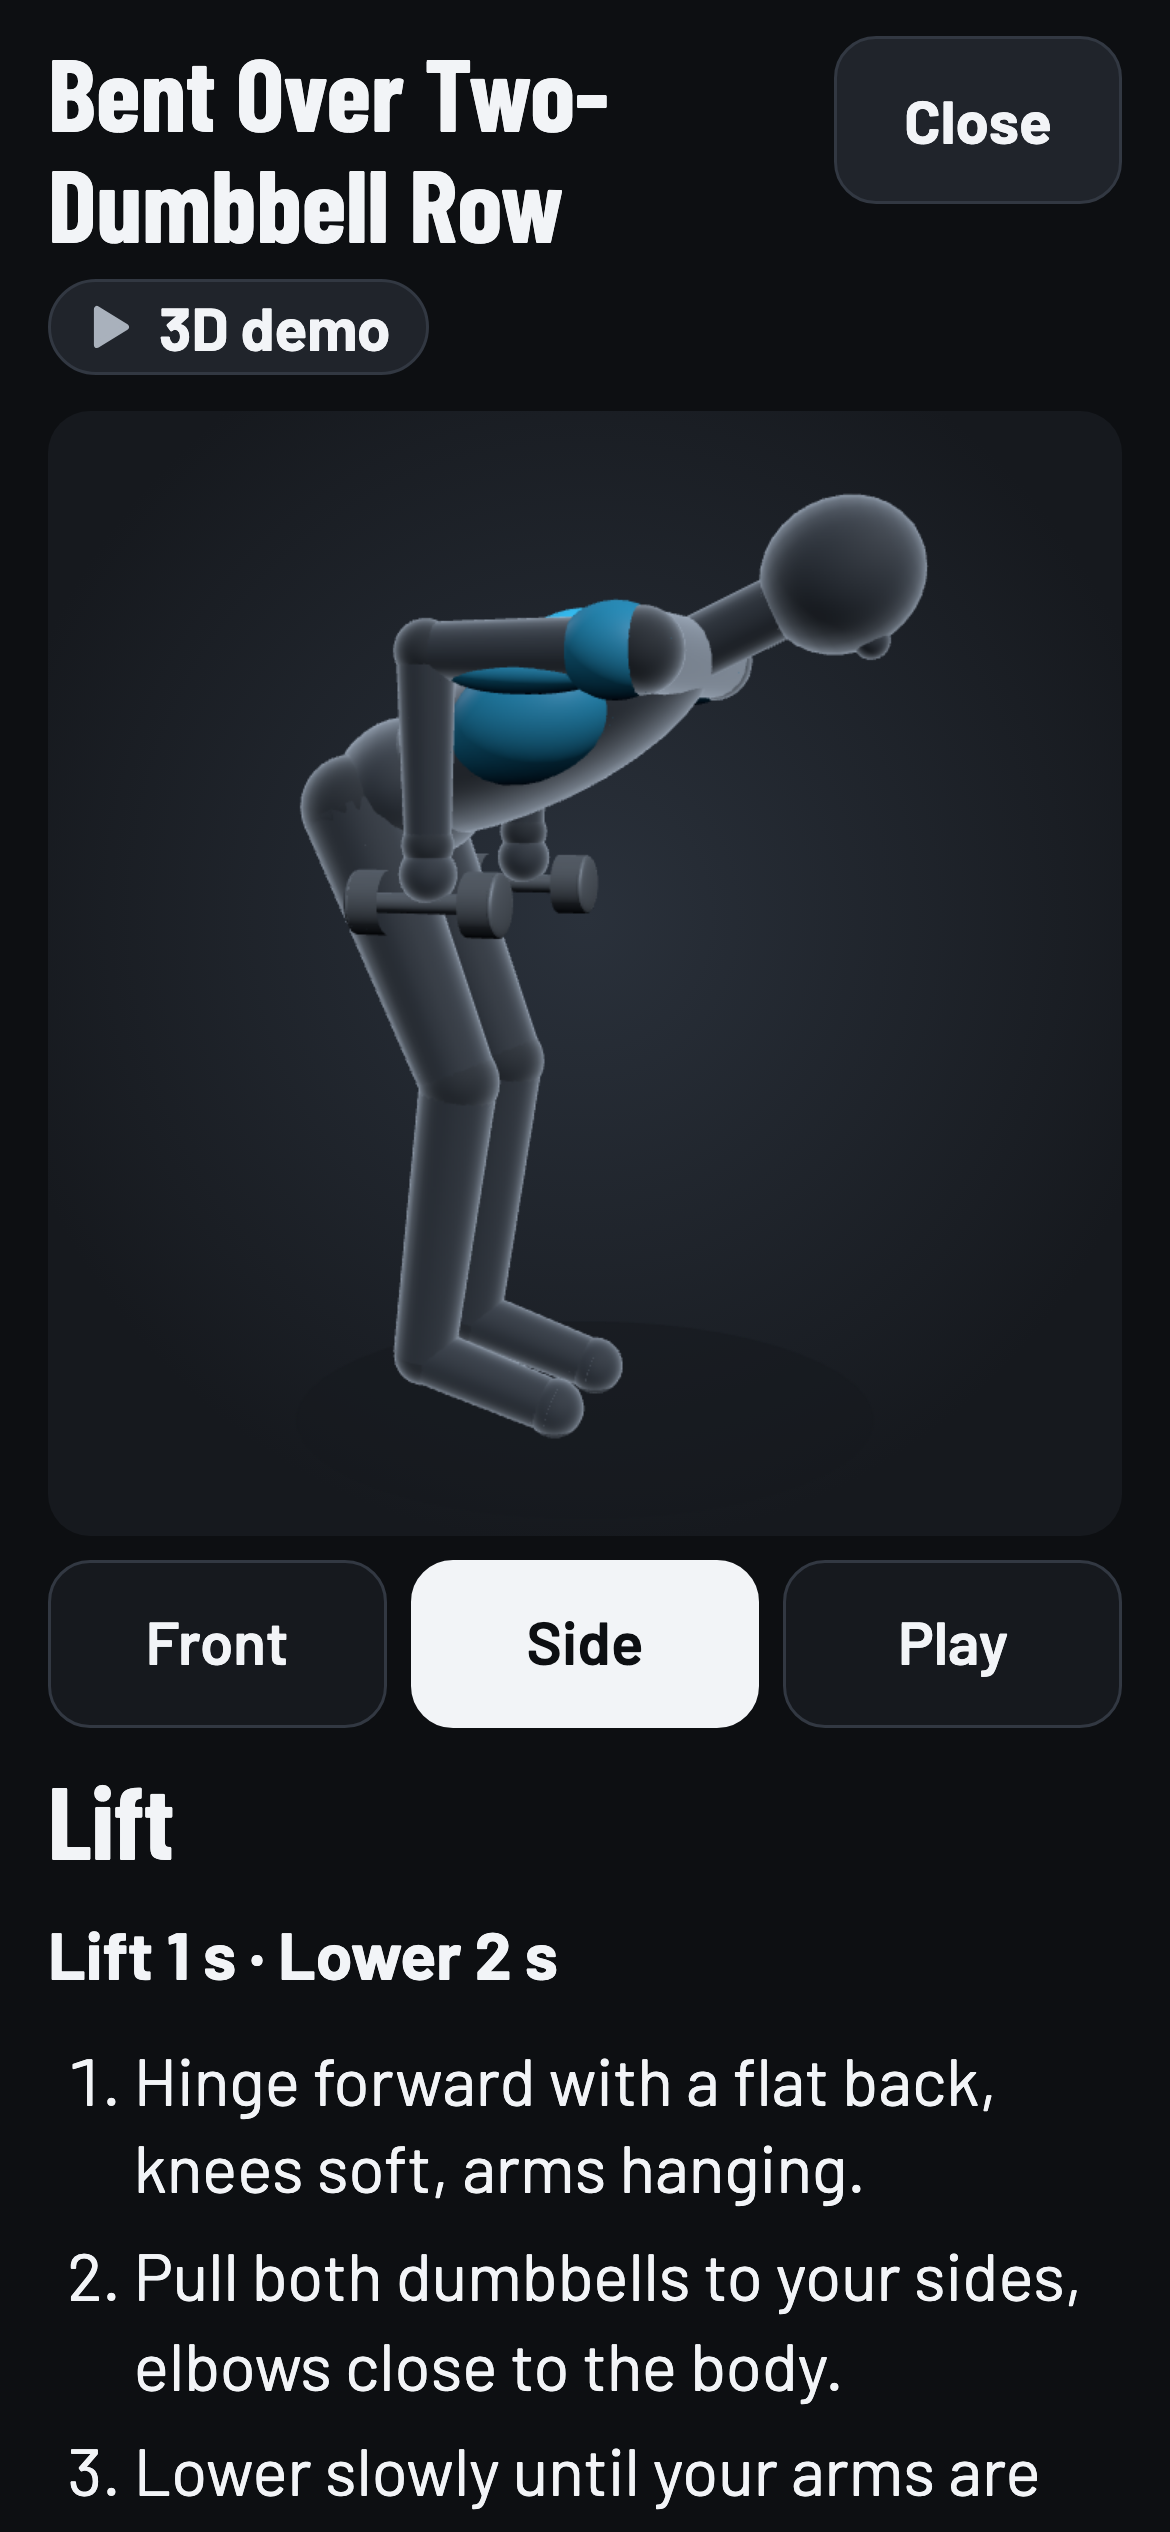 Bent Over Two-
Dumbbell Row
Close
3D demo
Front
Side
Play
Lift
Lift 1 s · Lower 2 s
1. Hinge forward with a flat back,
knees soft, arms hanging.
2. Pull both dumbbells to your sides,
elbows close to the body.
3. Lower slowly until your arms are